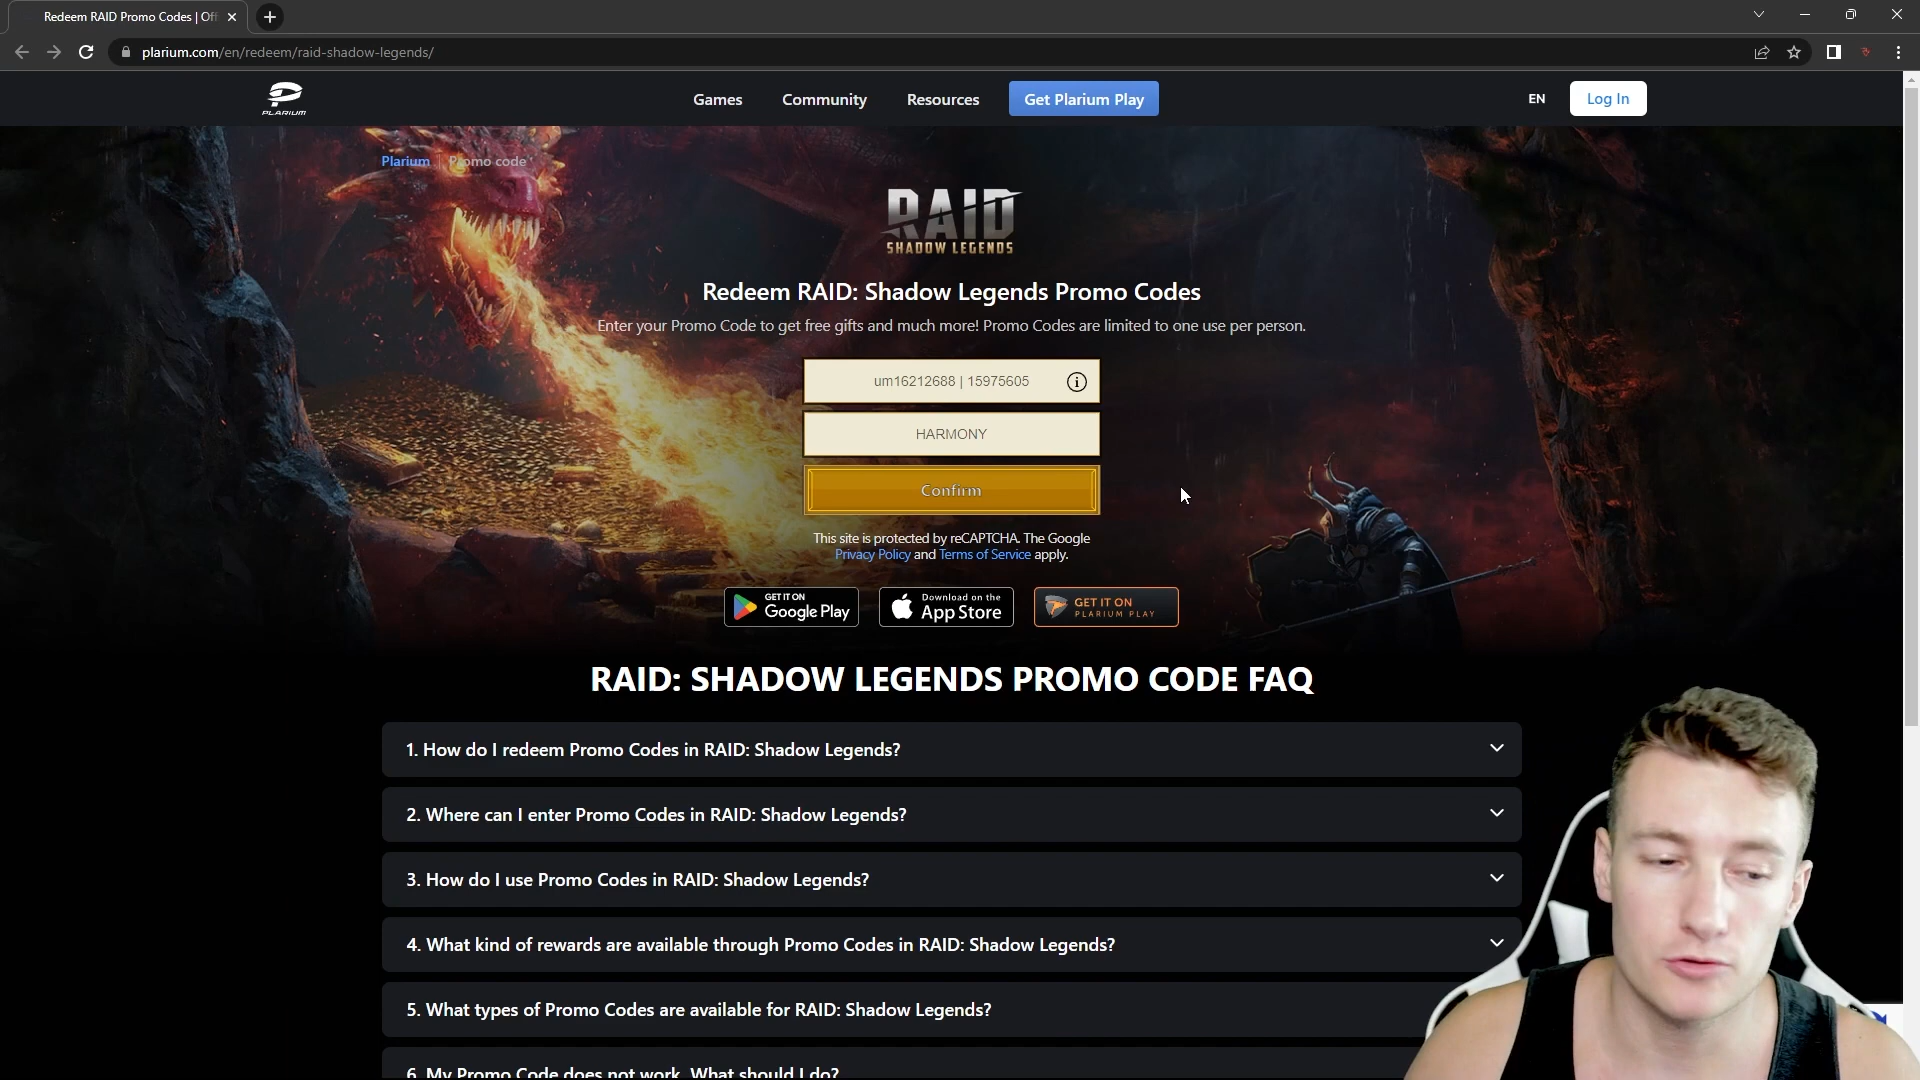 Redeem RAID Promo Codes | Off
plarium.com/en/redeem/raid-shadow-legends/
PLARIUM
Games
Community
Resources
Get Plarium Play
EN
Log In
Plarium | Promo code
RAID
SHADOW LEGENDS
Redeem RAID: Shadow Legends Promo Codes
Enter your Promo Code to get free gifts and much more! Promo Codes are limited to one use per person.
um16212688 | 15975605
HARMONY
Confirm
This site is protected by reCAPTCHA. The Google
Privacy Policy and Terms of Service apply.
GET IT ON
Google Play
Download on the
App Store
GET IT ON
PLARIUM PLAY
RAID: SHADOW LEGENDS PROMO CODE FAQ
1. How do I redeem Promo Codes in RAID: Shadow Legends?
2. Where can I enter Promo Codes in RAID: Shadow Legends?
3. How do I use Promo Codes in RAID: Shadow Legends?
4. What kind of rewards are available through Promo Codes in RAID: Shadow Legends?
5. What types of Promo Codes are available for RAID: Shadow Legends?
6. My Promo Code does not work. What should I do?